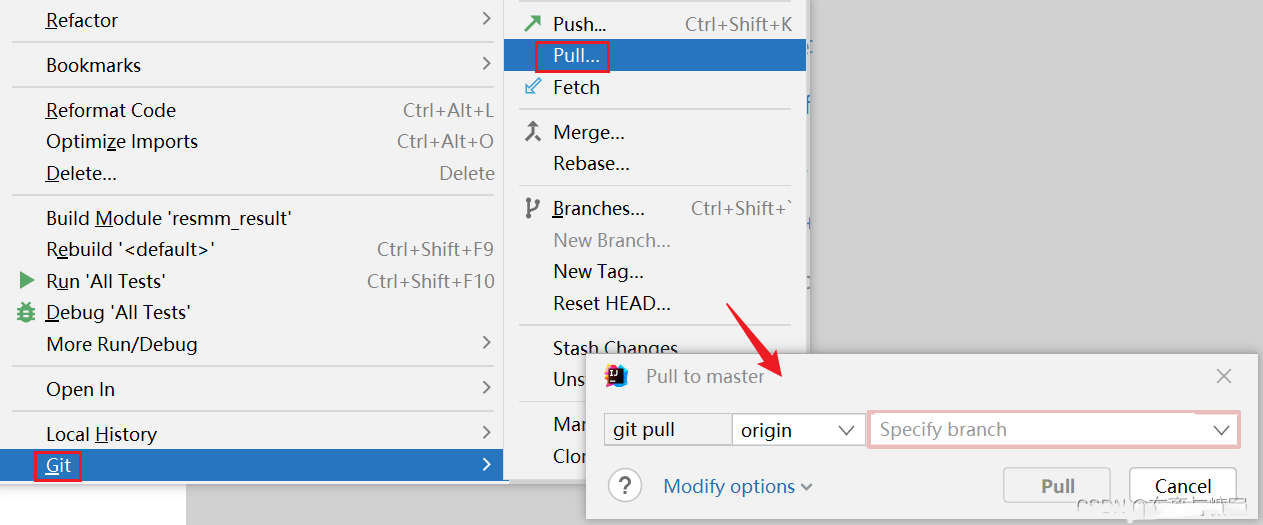 Refactor
Bookmarks
Reformat Code Ctrl+Alt+L
Optimize Imports Ctrl+Alt+O
Delete... Delete
Build Module 'resmm_result'
Rebuild '<default>' Ctrl+Shift+F9
Run 'All Tests' Ctrl+Shift+F10
Debug 'All Tests'
More Run/Debug
Open In
Local History
Git
Push... Ctrl+Shift+K
Pull...
Fetch
Merge...
Rebase...
Branches... Ctrl+Shift+`
New Branch...
New Tag...
Reset HEAD...
Stash Changes
Uns
Man
Clon
IJ
Pull to master
git pull origin Specify branch
? Modify options Pull Cancel
CSDN